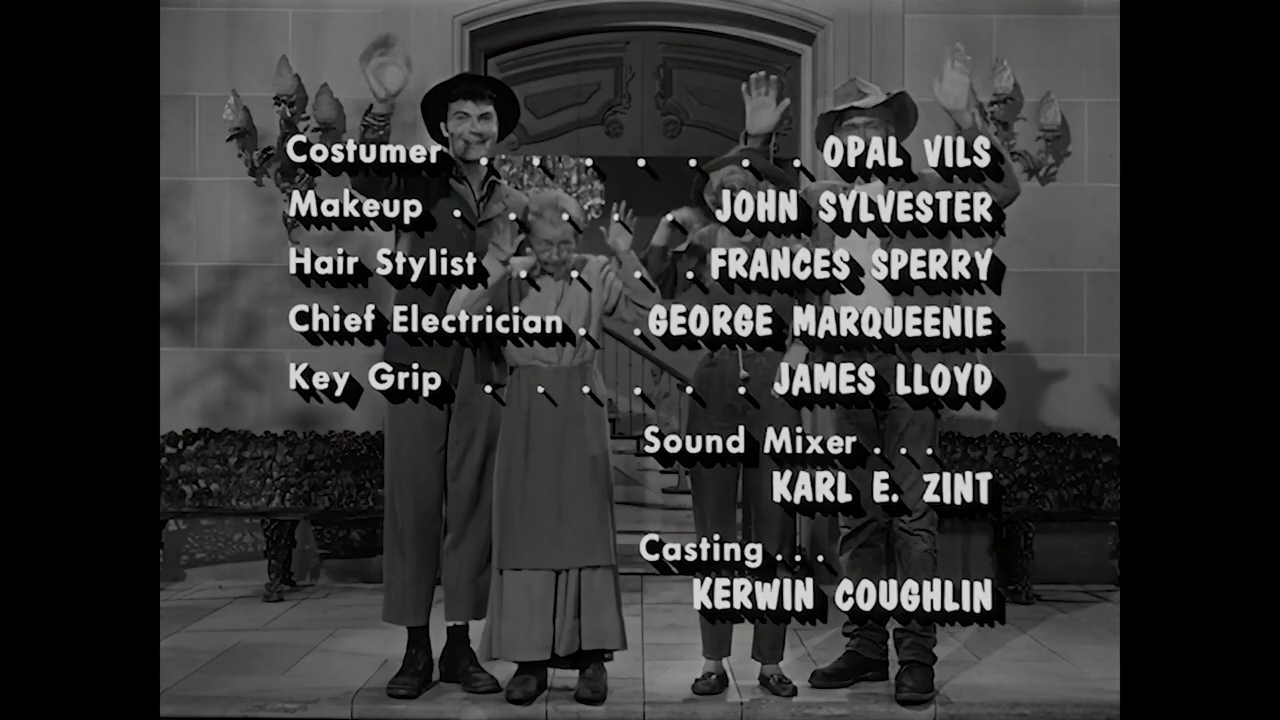 Costumer . . . . . . . OPAL VILS
Makeup . . . . . JOHN SYLVESTER
Hair Stylist . . . . FRANCES SPERRY
Chief Electrician . . GEORGE MARQUEENIE
Key Grip . . . . . . JAMES LLOYD
Sound Mixer . . .
KARL E. ZINT
Casting . . .
KERWIN COUGHLIN